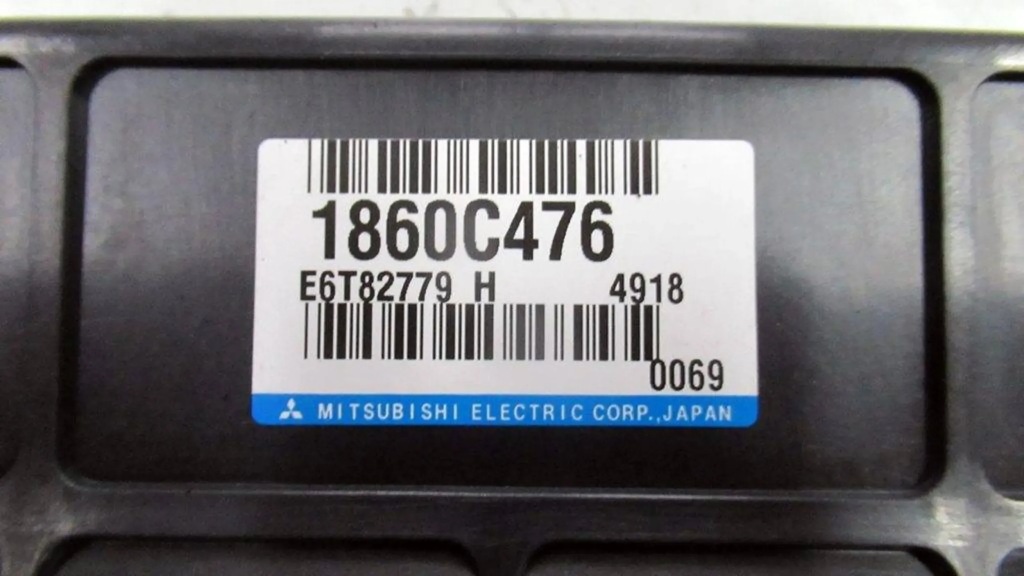 1860C476
E6T82779 H 4918
0069
MITSUBISHI ELECTRIC CORP.,JAPAN